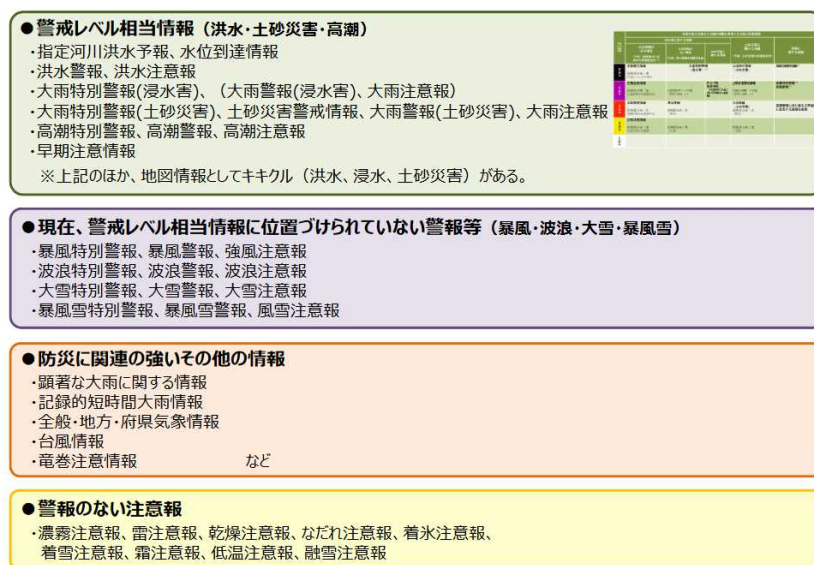 ●警戒レベル相当情報（洪水・土砂災害・高潮）
・指定河川洪水予報、水位到達情報
・洪水警報、洪水注意報
・大雨特別警報(浸水害)、（大雨警報(浸水害)、大雨注意報）
・大雨特別警報(土砂災害)、土砂災害警戒情報、大雨警報(土砂災害)、大雨注意報
・高潮特別警報、高潮警報、高潮注意報
・早期注意情報
※上記のほか、地図情報としてキキクル（洪水、浸水、土砂災害）がある。
●現在、警戒レベル相当情報に位置づけられていない警報等（暴風・波浪・大雪・暴風雪）
・暴風特別警報、暴風警報、強風注意報
・波浪特別警報、波浪警報、波浪注意報
・大雪特別警報、大雪警報、大雪注意報
・暴風雪特別警報、暴風雪警報、風雪注意報
●防災に関連の強いその他の情報
・顕著な大雨に関する情報
・記録的短時間大雨情報
・全般・地方・府県気象情報
・台風情報
・竜巻注意情報 など
●警報のない注意報
・濃霧注意報、雷注意報、乾燥注意報、なだれ注意報、着氷注意報、
着雪注意報、霜注意報、低温注意報、融雪注意報